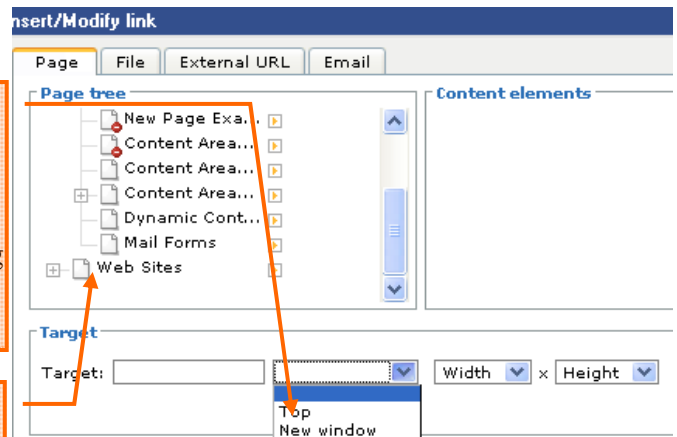 nsert/Modify link
Page File External URL Email
Page tree
Content elements
New Page Exa...
Content Area...
Content Area...
Content Area...
Dynamic Cont...
Mail Forms
Web Sites
Target
Target: Width x Height
Top
New window